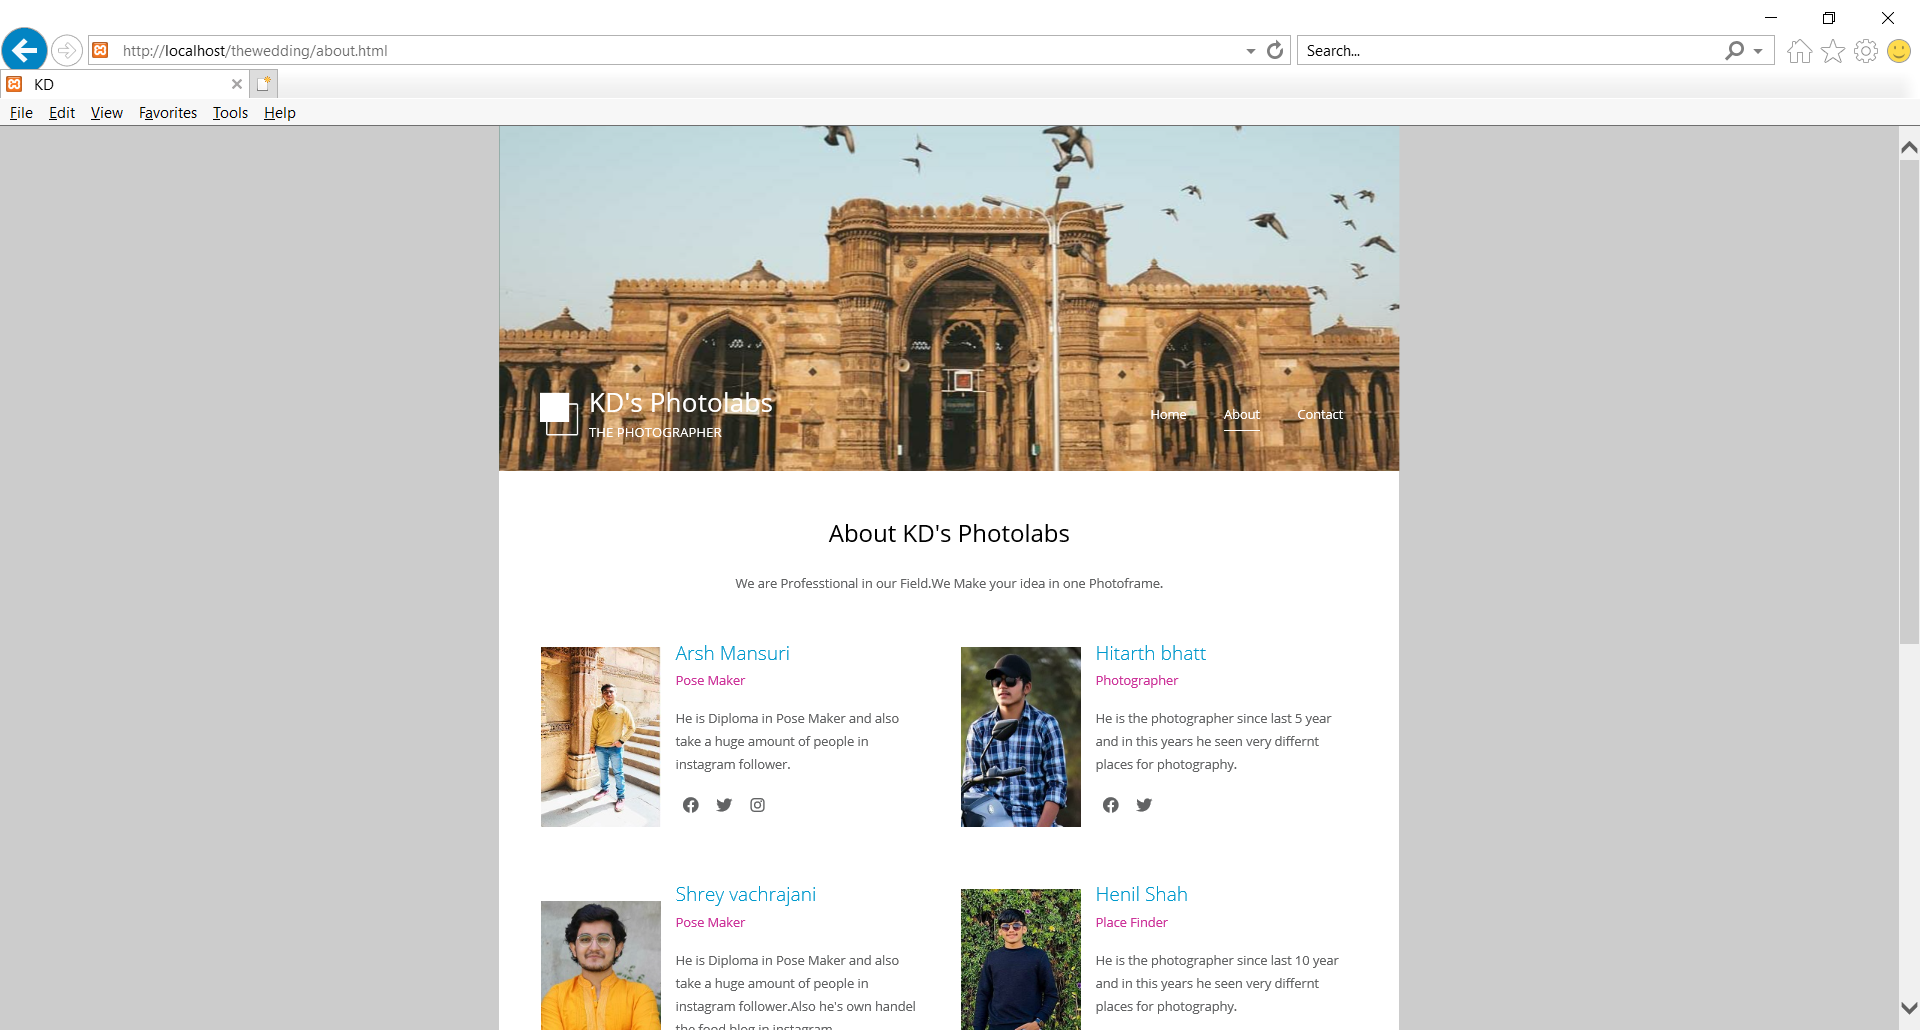 http://localhost/thewedding/about.html
Search...
KD
File Edit View Favorites Tools Help
KD's Photolabs
THE PHOTOGRAPHER
Home About Contact
About KD's Photolabs
We are Professtional in our Field.We Make your idea in one Photoframe.
Arsh Mansuri
Pose Maker
He is Diploma in Pose Maker and also
take a huge amount of people in
instagram follower.
Hitarth bhatt
Photographer
He is the photographer since last 5 year
and in this years he seen very differnt
places for photography.
Shrey vachrajani
Pose Maker
He is Diploma in Pose Maker and also
take a huge amount of people in
instagram follower.Also he's own handel
the food blog in instagram.
Henil Shah
Place Finder
He is the photographer since last 10 year
and in this years he seen very differnt
places for photography.